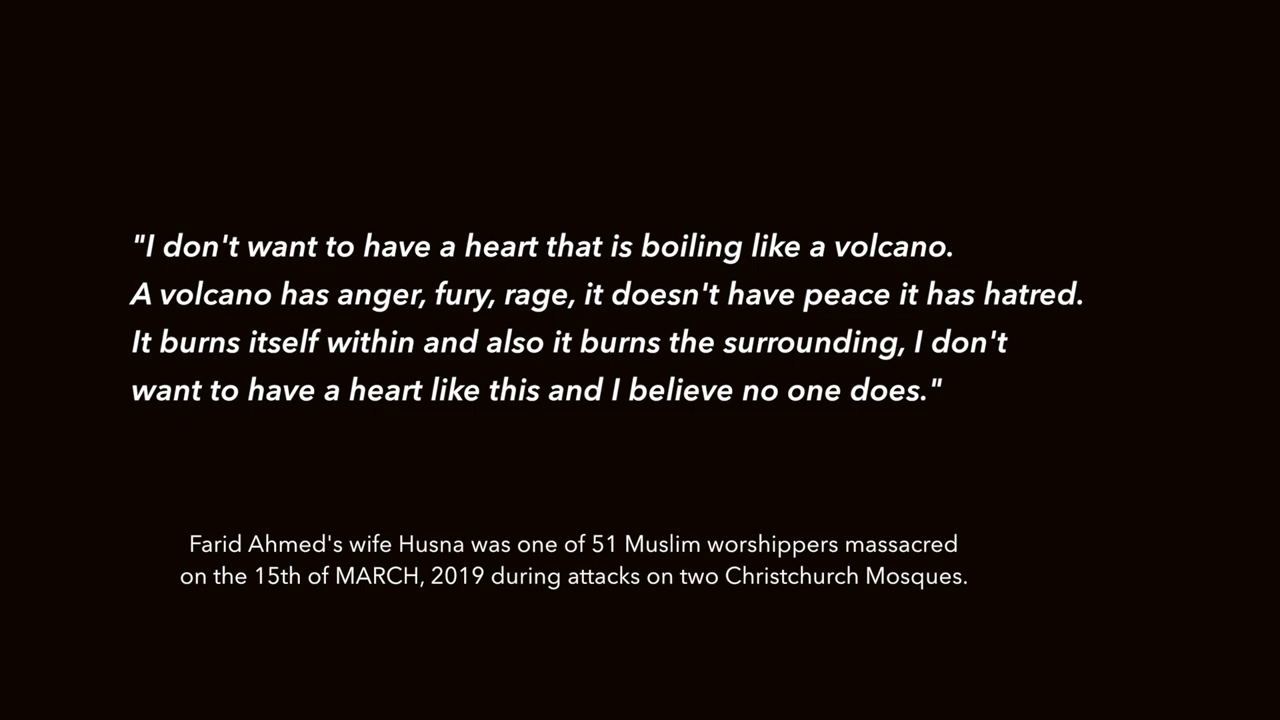 "I don't want to have a heart that is boiling like a volcano.
A volcano has anger, fury, rage, it doesn't have peace it has hatred.
It burns itself within and also it burns the surrounding, I don't
want to have a heart like this and I believe no one does."
Farid Ahmed's wife Husna was one of 51 Muslim worshippers massacred
on the 15th of MARCH, 2019 during attacks on two Christchurch Mosques.